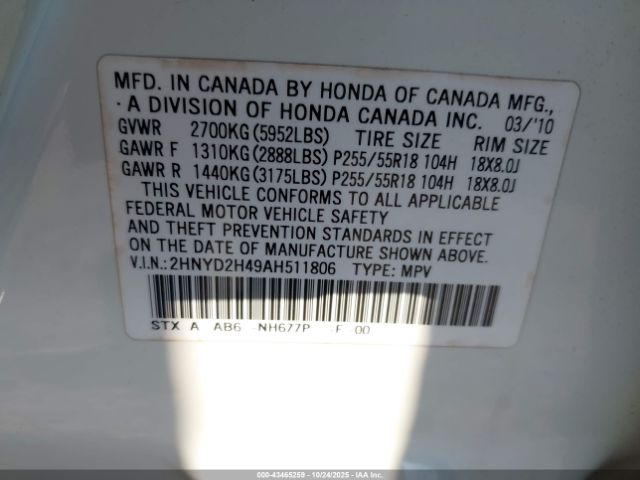 MFD. IN CANADA BY HONDA OF CANADA MFG.,
· A DIVISION OF HONDA CANADA INC. 03/'10
GVWR 2700KG(5952LBS) TIRE SIZE RIM SIZE
GAWR F 1310KG(2888LBS) P255/55R18 104H 18X8.0J
GAWR R 1440KG(3175LBS) P255/55R18 104H 18X8.0J
THIS VEHICLE CONFORMS TO ALL APPLICABLE
FEDERAL MOTOR VEHICLE SAFETY
AND THEFT PREVENTION STANDARDS IN EFFECT
ON THE DATE OF MANUFACTURE SHOWN ABOVE.
V.I.N.: 2HNYD2H49AH511806 TYPE: MPV
STX A AB6 NH677P -F 00
000-43465259 - 10/24/2025 - IAAI INC.